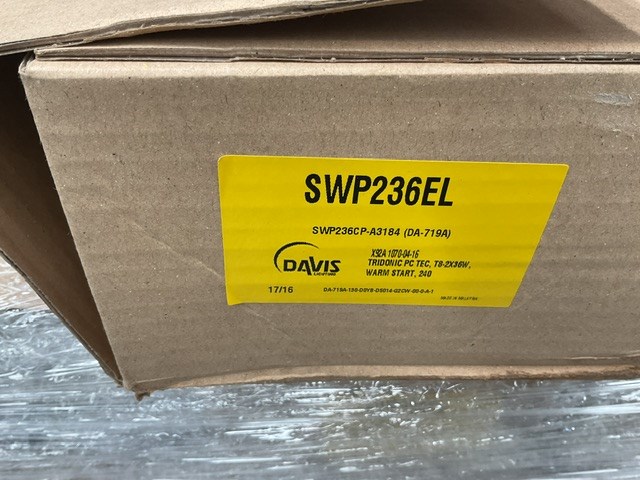 SWP236EL
SWP236CP-A3184 (DA-719A)
X92A 1070-04-16
TRIDONIC PC TEC, T8-2X36W,
WARM START, 240
DAVIS
LIGHTING
17/16